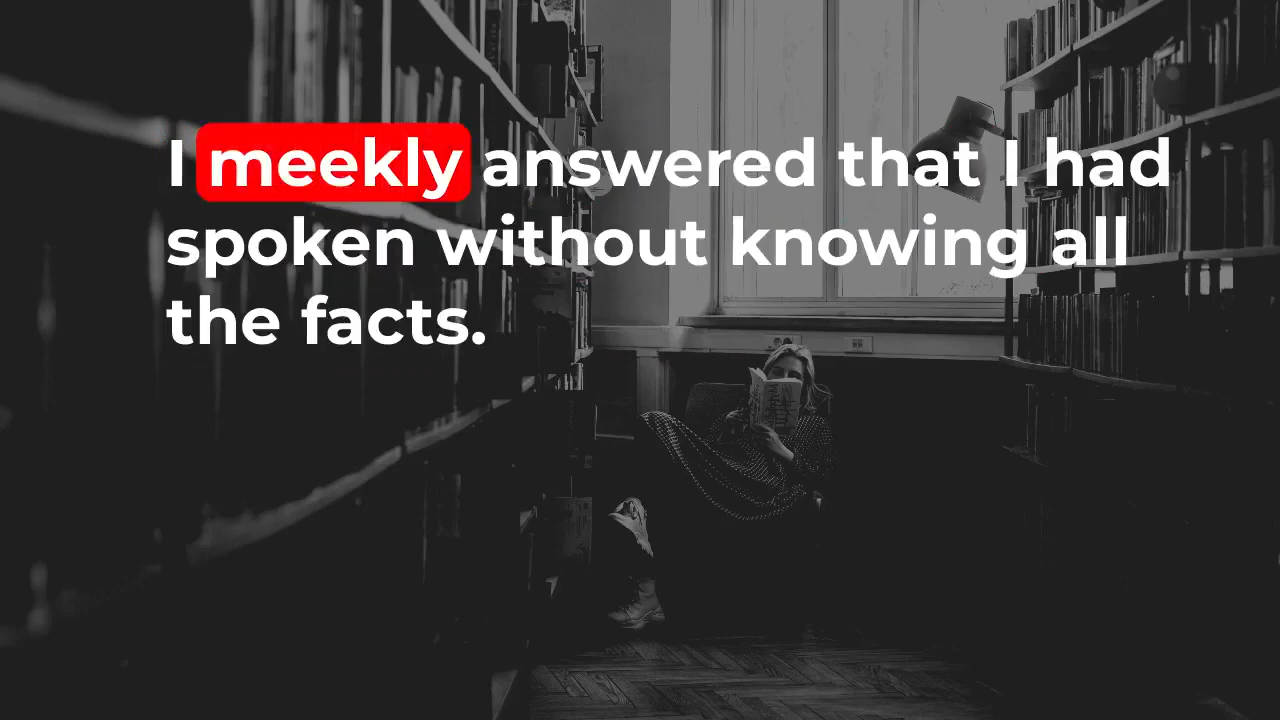 I meekly answered that I had
spoken without knowing all
the facts.